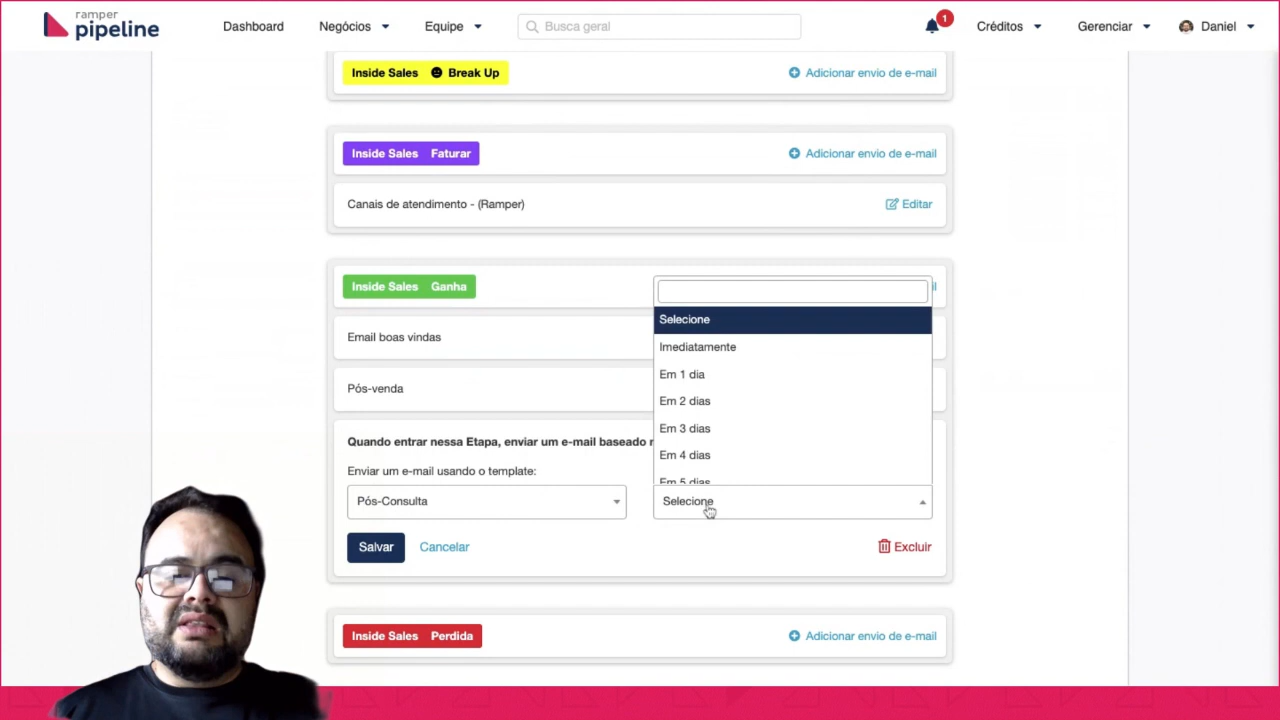 ramper
pipeline
Dashboard
Negócios
Equipe
Busca geral
1
Créditos
Gerenciar
Daniel
Inside Sales Break Up
Adicionar envio de e-mail
Inside Sales Faturar
Adicionar envio de e-mail
Canais de atendimento - (Ramper)
Editar
Inside Sales Ganha
Selecione
Imediatamente
Em 1 dia
Em 2 dias
Em 3 dias
Em 4 dias
Em 5 dias
Email boas vindas
Pós-venda
Quando entrar nessa Etapa, enviar um e-mail baseado
Enviar um e-mail usando o template:
Pós-Consulta
Selecione
Salvar
Cancelar
Excluir
Inside Sales Perdida
Adicionar envio de e-mail